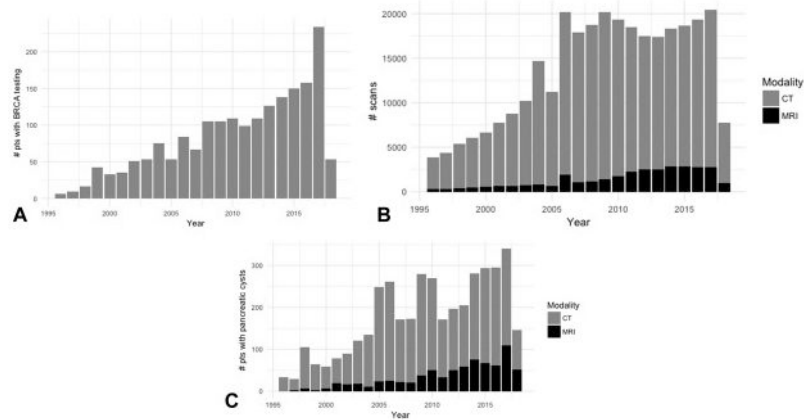 # pts with BRCA testing
200
150
100
50
0
1995
2000
2005
2010
2015
Year
A
# scans
20000
15000
10000
5000
0
1995
2000
2005
2010
2015
Year
Modality
CT
MRI
B
# pts with pancreatic cysts
300
200
100
0
1995
2000
2005
2010
2015
Year
Modality
CT
MRI
C